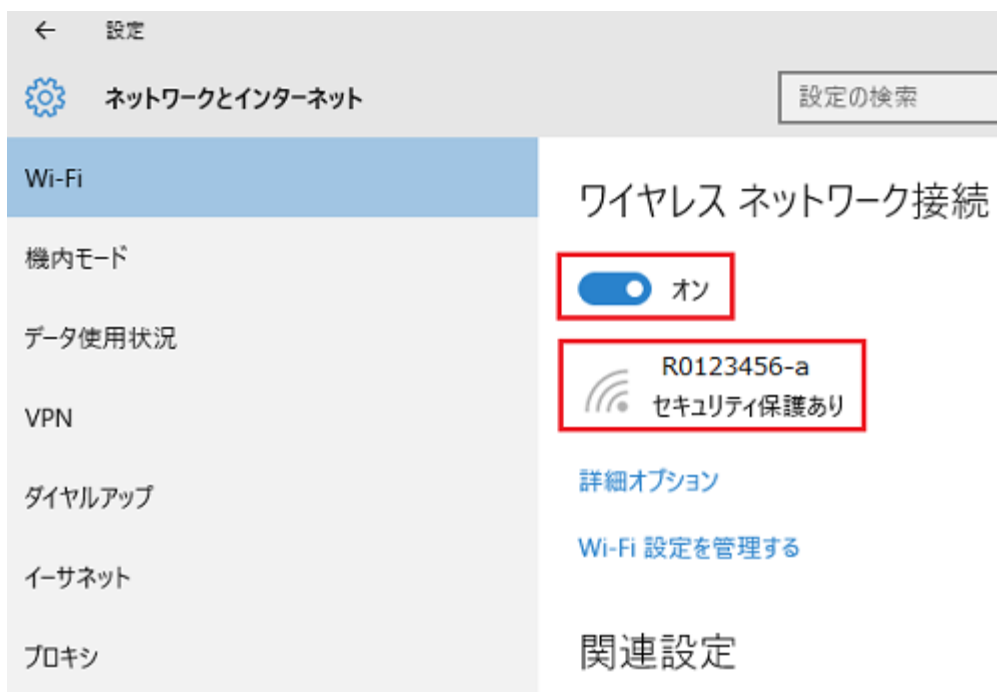 設定
ネットワークとインターネット
設定の検索
Wi-Fi
機内モード
データ使用状況
VPN
ダイヤルアップ
イーサネット
プロキシ
ワイヤレス ネットワーク接続
オン
R0123456-a
セキュリティ保護あり
詳細オプション
Wi-Fi 設定を管理する
関連設定